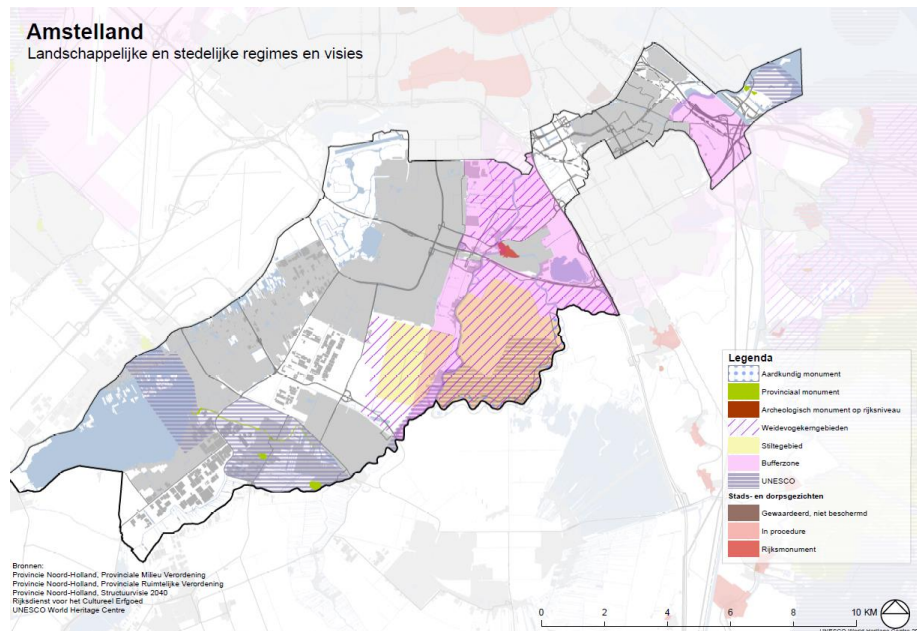 Amstelland
Landschappelijke en stedelijke regimes en visies
Legenda
Aardkundig monument
Provinciaal monument
Archeologisch monument op rijksniveau
Weidevogekerngebieden
Stiltegebied
Bufferzone
UNESCO
Stads- en dorpsgezichten
Gewaardeerd, niet beschermd
In procedure
Rijksmonument
Bronnen:
Provincie Noord-Holland, Provinciale Milieu Verordening
Provincie Noord-Holland, Provinciale Ruimtelijke Verordening
Provincie Noord-Holland, Structuurvisie 2040
Rijksdienst voor het Cultureel Erfgoed
UNESCO World Heritage Centre
0 2 4 6 8 10 KM